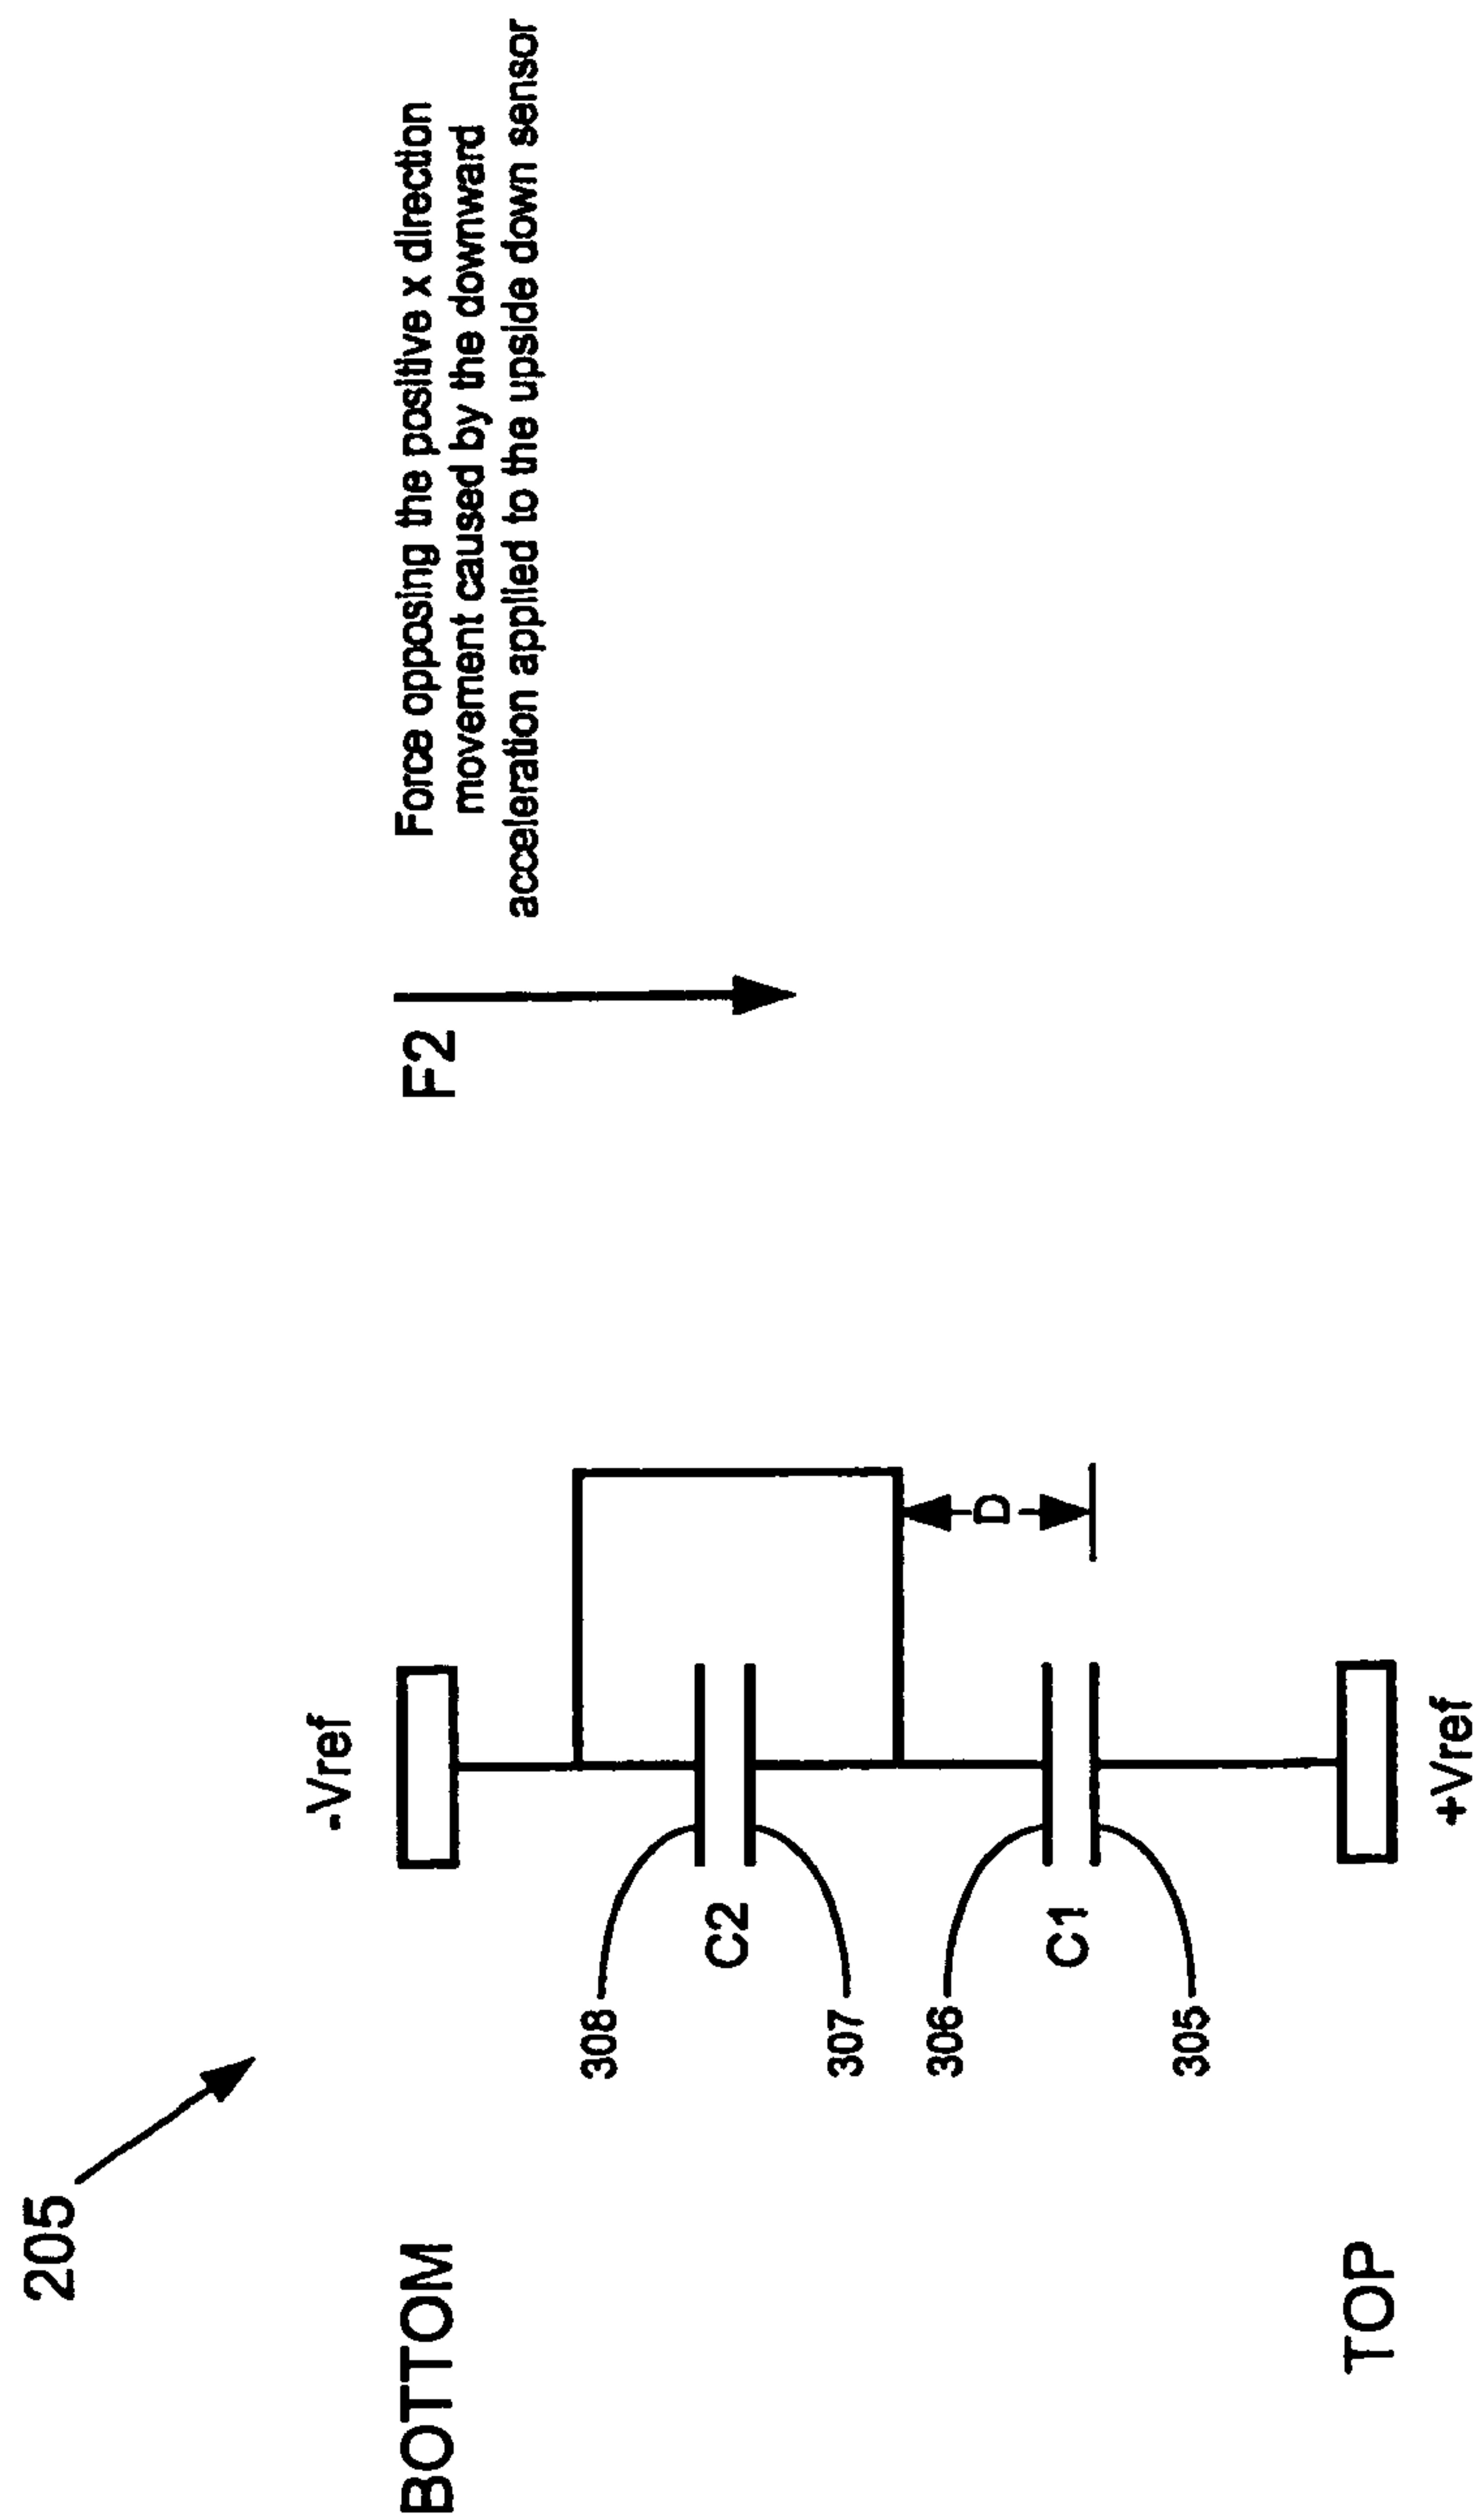 205
-Vref
BOTTOM
F2
Force opposing the positive x direction
movement caused by the downward
acceleration applied to the upside down sensor
308
C2
307
D
306
C1
305
TOP
+Vref